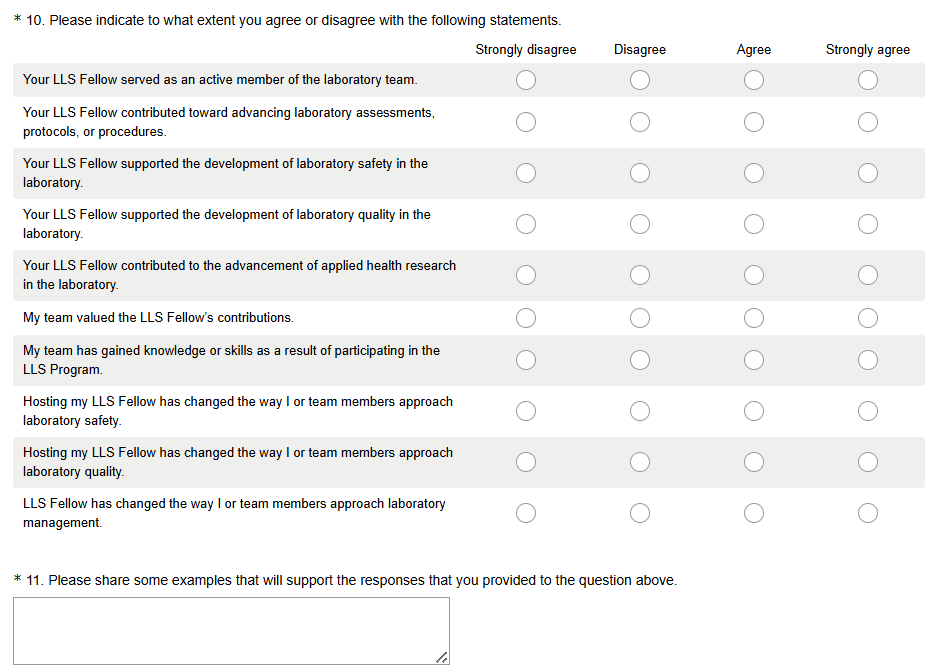 * 10. Please indicate to what extent you agree or disagree with the following statements.
Strongly disagree Disagree Agree Strongly agree
Your LLS Fellow served as an active member of the laboratory team.
Your LLS Fellow contributed toward advancing laboratory assessments,
protocols, or procedures.
Your LLS Fellow supported the development of laboratory safety in the
laboratory.
Your LLS Fellow supported the development of laboratory quality in the
laboratory.
Your LLS Fellow contributed to the advancement of applied health research
in the laboratory.
My team valued the LLS Fellow’s contributions.
My team has gained knowledge or skills as a result of participating in the
LLS Program.
Hosting my LLS Fellow has changed the way I or team members approach
laboratory safety.
Hosting my LLS Fellow has changed the way I or team members approach
laboratory quality.
LLS Fellow has changed the way I or team members approach laboratory
management.
* 11. Please share some examples that will support the responses that you provided to the question above.